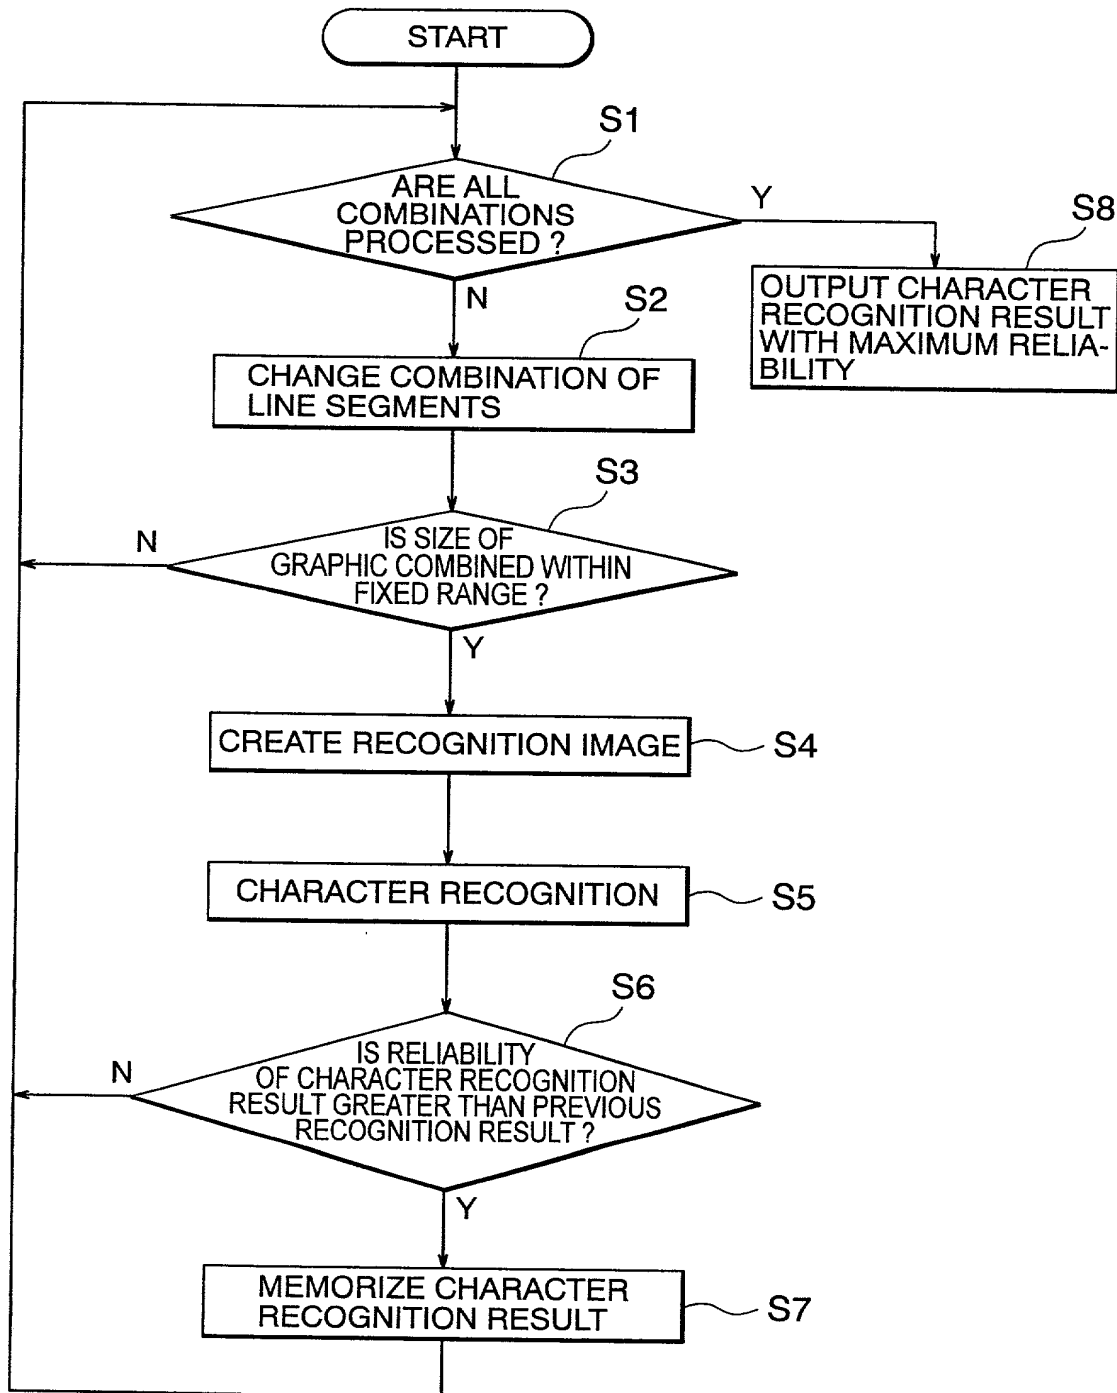 START
S1
ARE ALL
COMBINATIONS
PROCESSED ?
Y
S8
OUTPUT CHARACTER
RECOGNITION RESULT
WITH MAXIMUM RELIA-
BILITY
N
S2
CHANGE COMBINATION OF
LINE SEGMENTS
S3
N
IS SIZE OF
GRAPHIC COMBINED WITHIN
FIXED RANGE ?
Y
CREATE RECOGNITION IMAGE
S4
CHARACTER RECOGNITION
S5
S6
N
IS RELIABILITY
OF CHARACTER RECOGNITION
RESULT GREATER THAN PREVIOUS
RECOGNITION RESULT ?
Y
MEMORIZE CHARACTER
RECOGNITION RESULT
S7